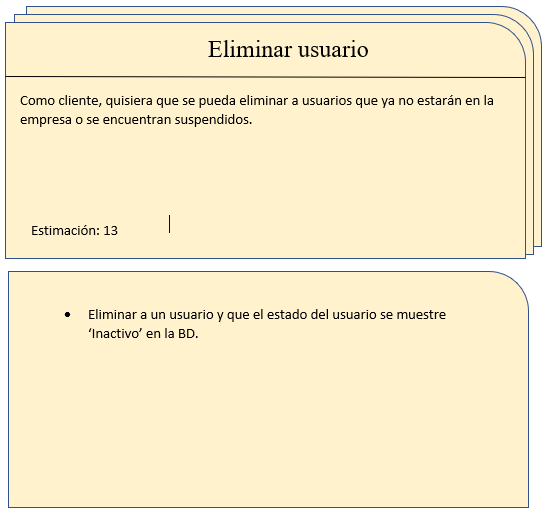 Eliminar usuario
Como cliente, quisiera que se pueda eliminar a usuarios que ya no estarán en la
empresa o se encuentran suspendidos.
Estimación: 13
• Eliminar a un usuario y que el estado del usuario se muestre
‘Inactivo’ en la BD.